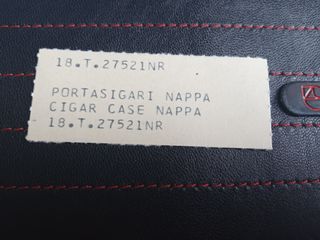 18.T.27521NR
PORTASIGARI NAPPA
CIGAR CASE NAPPA
18.T.27521NR